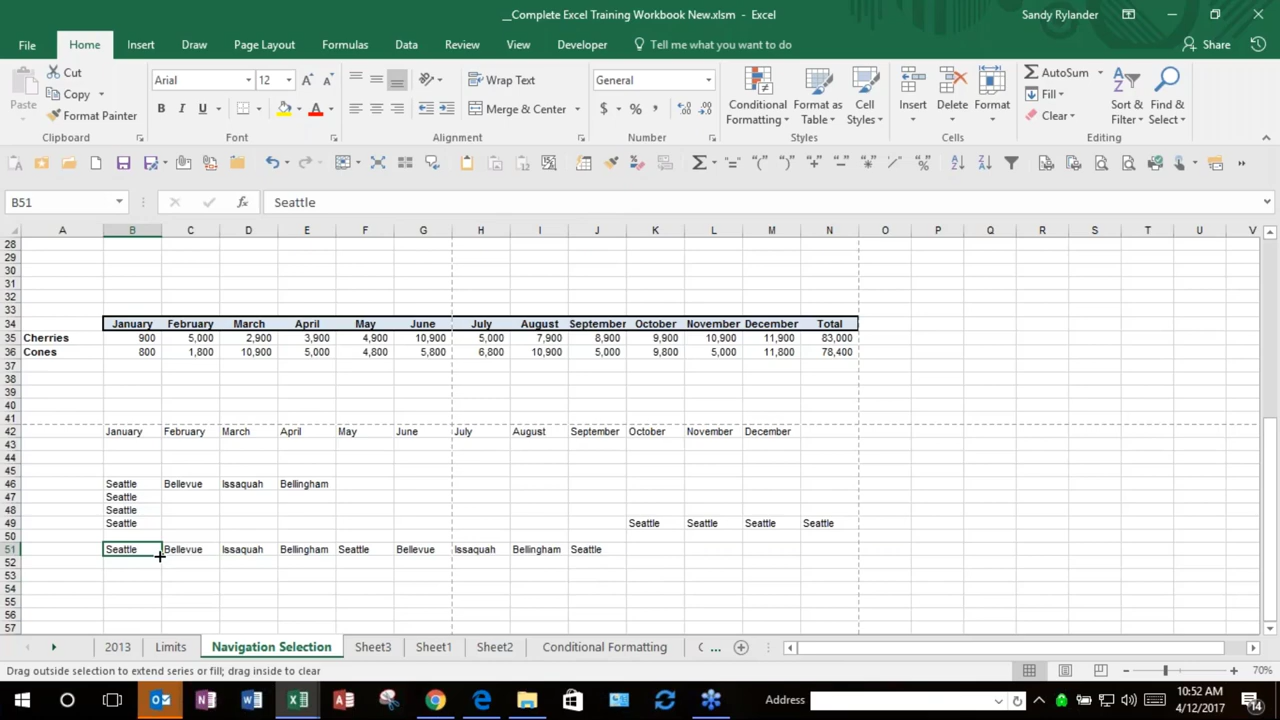 __Complete Excel Training Workbook New.xlsm - Excel
Sandy Rylander
File Home Insert Draw Page Layout Formulas Data Review View Developer Tell me what you want to do Share
Paste Cut Copy Format Painter Clipboard
Arial 12 A A B I U A Font
Wrap Text Merge & Center Alignment
General $ % , Number
Conditional Formatting Format as Table Cell Styles Styles
Insert Delete Format Cells
AutoSum Fill Clear Sort & Filter Find & Select Editing
B51 fx Seattle
A B C D E F G H I J K L M N O P Q R S T U V
28
29
30
31
32
33
34 January February March April May June July August September October November December Total
35 Cherries 900 5,000 2,900 3,900 4,900 10,900 5,000 7,900 8,900 9,900 10,900 11,900 83,000
36 Cones 800 1,800 10,900 5,000 4,800 5,800 6,800 10,900 5,000 9,800 5,000 11,800 78,400
37
38
39
40
41
42 January February March April May June July August September October November December
43
44
45
46 Seattle Bellevue Issaquah Bellingham
47 Seattle
48 Seattle
49 Seattle Seattle Seattle Seattle Seattle
50
51 Seattle Bellevue Issaquah Bellingham Seattle Bellevue Issaquah Bellingham Seattle
52
53
54
55
56
57
2013 Limits Navigation Selection Sheet3 Sheet1 Sheet2 Conditional Formatting ...
Drag outside selection to extend series or fill; drag inside to clear
70%
Address
10:52 AM
4/12/2017
14